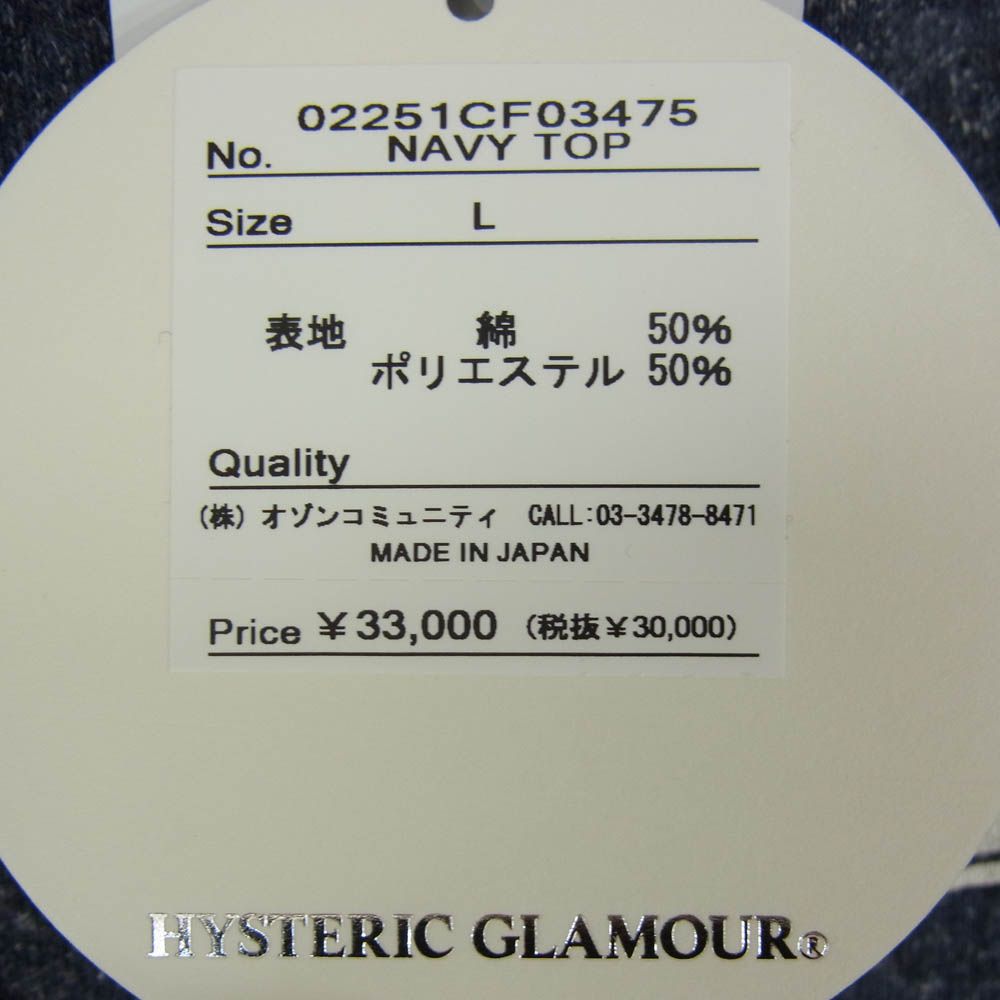 02251CF03475
No. NAVY TOP
Size L
表地 綿 50%
ポリエステル 50%
Quality
(株) オゾンコミュニティ CALL:03-3478-8471
MADE IN JAPAN
Price ¥33,000 (税抜¥30,000)
HYSTERIC GLAMOUR®